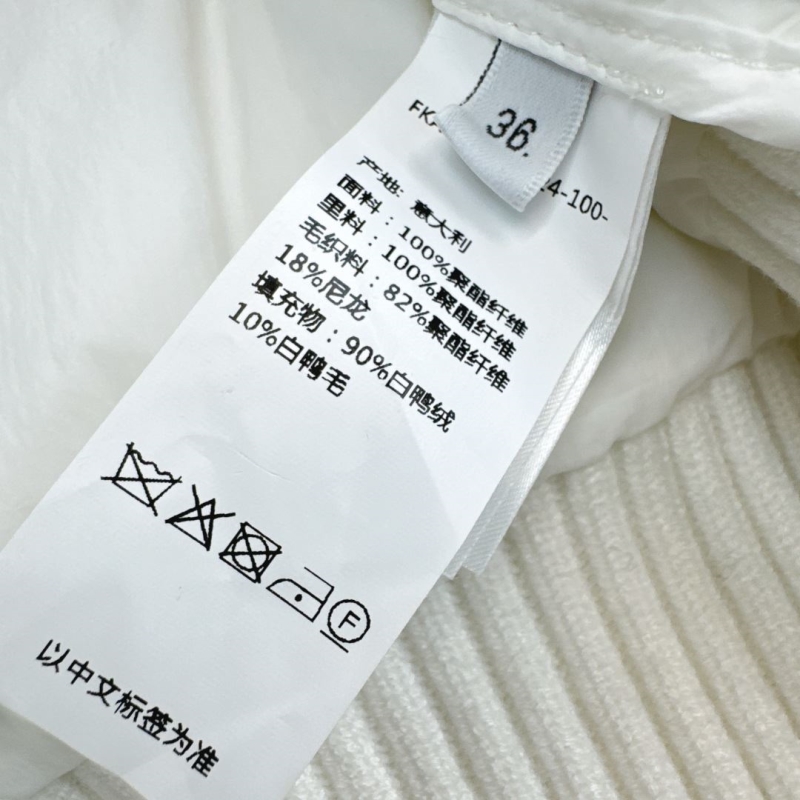 36.
4-100-
产地：意大利
面料：100%聚酯纤维
里料：100%聚酯纤维
毛织料：82%聚酯纤维
18%尼龙
填充物：90%白鸭绒
10%白鸭毛
F
以中文标签为准